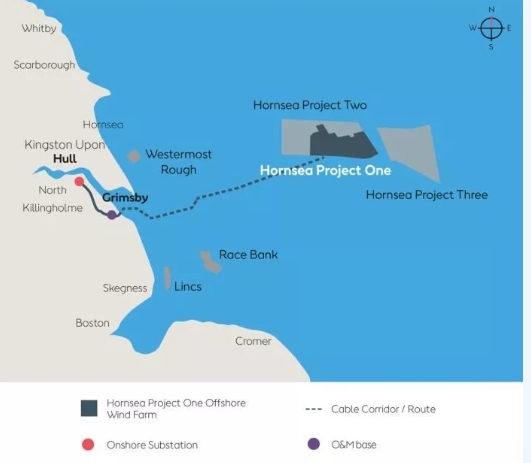 N
W E
S
Whitby
Scarborough
Hornsea Project Two
Hornsea
Kingston Upon
Hull
Westermost
Rough
Hornsea Project One
North
Killingholme
Grimsby
Hornsea Project Three
Race Bank
Skegness
Lincs
Boston
Cromer
Hornsea Project One Offshore
Wind Farm
Cable Corridor / Route
Onshore Substation
O&M base